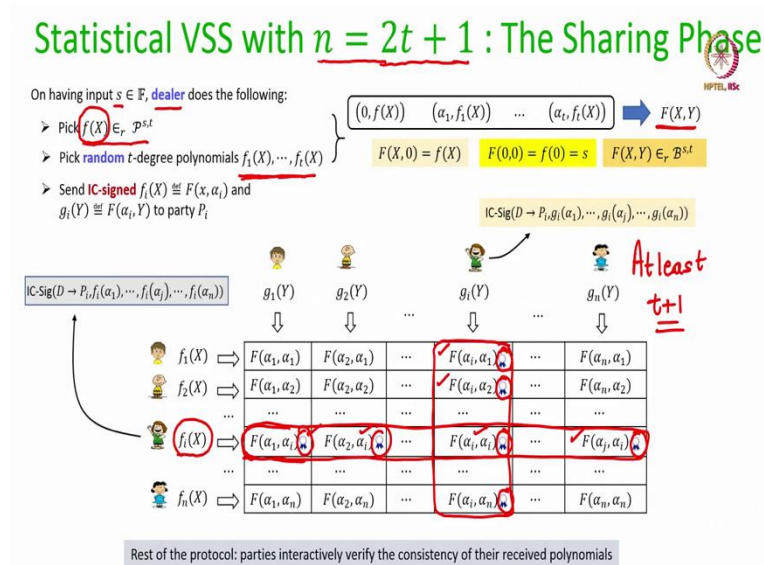 Statistical VSS with n = 2t + 1 : The Sharing Phase
NPTEL, IISc
On having input s ∈ 𝔽, dealer does the following:
➢ Pick f(X) ∈ᵣ 𝒫^{s,t}
➢ Pick random t-degree polynomials f₁(X), ⋯, fₜ(X)
➢ Send IC-signed fᵢ(X) ≝ F(x, αᵢ) and
gᵢ(Y) ≝ F(αᵢ, Y) to party Pᵢ
(0, f(X)) (α₁, f₁(X)) ... (αₜ, fₜ(X)) F(X,Y)
F(X, 0) = f(X) F(0,0) = f(0) = s F(X,Y) ∈ᵣ ℬ^{s,t}
IC-Sig(D → Pᵢ, gᵢ(α₁), ⋯, gᵢ(αⱼ), ⋯, gᵢ(αₙ))
At least
t+1
IC-Sig(D → Pᵢ, fᵢ(α₁), ⋯, fᵢ(αⱼ), ⋯, fᵢ(αₙ))
g₁(Y) g₂(Y) ... gᵢ(Y) ... gₙ(Y)
f₁(X) F(α₁, α₁) F(α₂, α₁) ... F(αᵢ, α₁) ... F(αₙ, α₁)
f₂(X) F(α₁, α₂) F(α₂, α₂) ... F(αᵢ, α₂) ... F(αₙ, α₂)
... ... ... ... ... ...
fᵢ(X) F(α₁, αᵢ) F(α₂, αᵢ) ... F(αᵢ, αᵢ) ... F(αⱼ, αᵢ)
... ... ... ... ... ...
fₙ(X) F(α₁, αₙ) F(α₂, αₙ) ... F(αᵢ, αₙ) ... F(αₙ, αₙ)
Rest of the protocol: parties interactively verify the consistency of their received polynomials